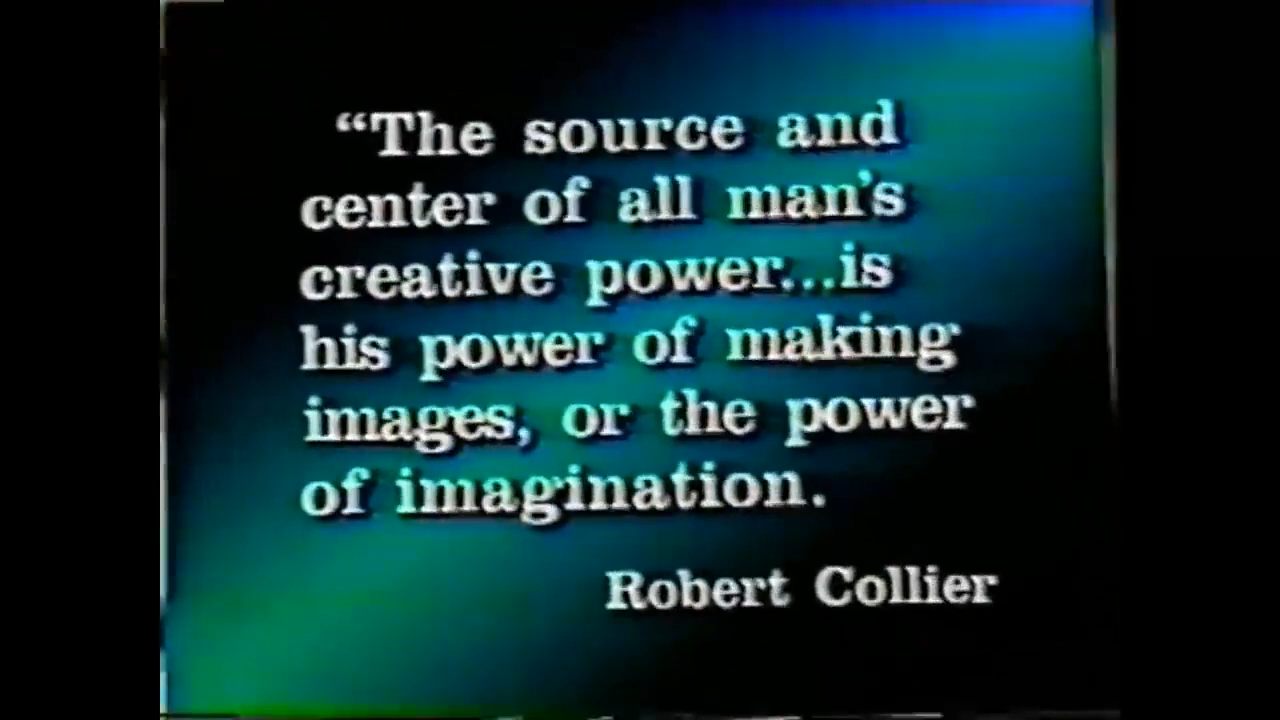 “The source and
center of all man's
creative power...is
his power of making
images, or the power
of imagination.
Robert Collier